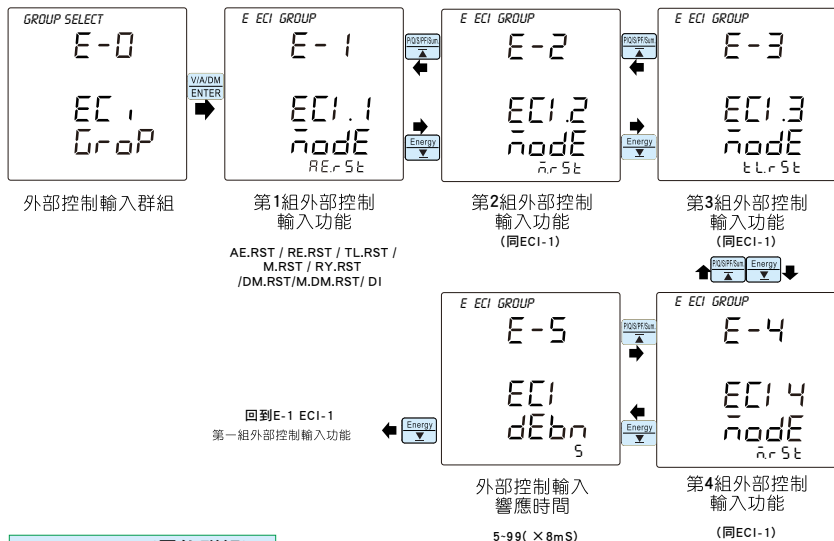 GROUP SELECT
E-0
ECi
GroP
外部控制輸入群組
V/A/DM
ENTER
E ECI GROUP
E-1
ECI.1
modE
AE.rSt
第1組外部控制
輸入功能
AE.RST / RE.RST / TL.RST /
M.RST / RY.RST
/DM.RST/M.DM.RST/ DI
P/Q/S/PF/Sum.
Energy
E ECI GROUP
E-2
ECI.2
modE
m.rSt
第2組外部控制
輸入功能
(同ECI-1)
P/Q/S/PF/Sum.
Energy
E ECI GROUP
E-3
ECI.3
modE
tL.rSt
第3組外部控制
輸入功能
(同ECI-1)
P/Q/S/PF/Sum.
Energy
E ECI GROUP
E-4
ECI 4
modE
m.rSt
第4組外部控制
輸入功能
(同ECI-1)
P/Q/S/PF/Sum.
Energy
E ECI GROUP
E-5
ECI
dEbn
5
外部控制輸入
響應時間
5~99( ×8mS)
Energy
回到E-1 ECI-1
第一組外部控制輸入功能